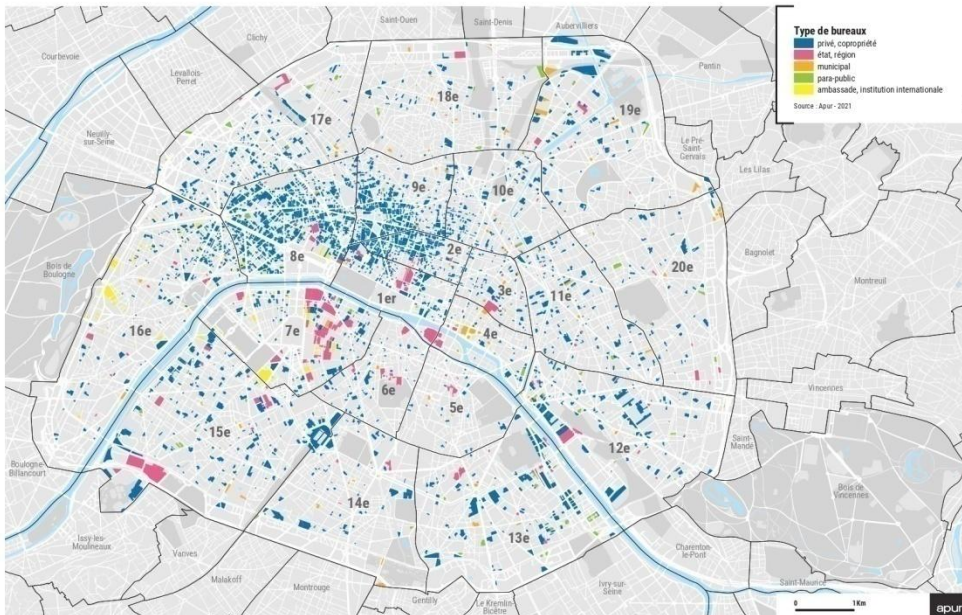 Type de bureaux
privé, copropriété
état, région
municipal
para-public
ambassade, institution internationale
Source : Apur - 2021
Saint-Ouen
Saint-Denis
Aubervilliers
Clichy
Courbevoie
Levallois-
Perret
Pantin
Neuilly-
sur-Seine
17e
18e
19e
Le Pré-
Saint-
Gervais
Les Lilas
9e
10e
Bagnolet
2e
8e
Bois de
Boulogne
20e
Montreuil
3e
11e
1er
16e
7e
4e
6e
5e
Vincennes
15e
Saint-
Mandé
12e
Boulogne-
Billancourt
Bois de
Vincennes
14e
13e
Issy-les-
Moulineaux
Vanves
Charenton-
le-Pont
Malakoff
Montrouge
Gentilly
Le Kremlin-
Bicêtre
Ivry-sur-
Seine
Saint-Maurice
0 1Km
apur